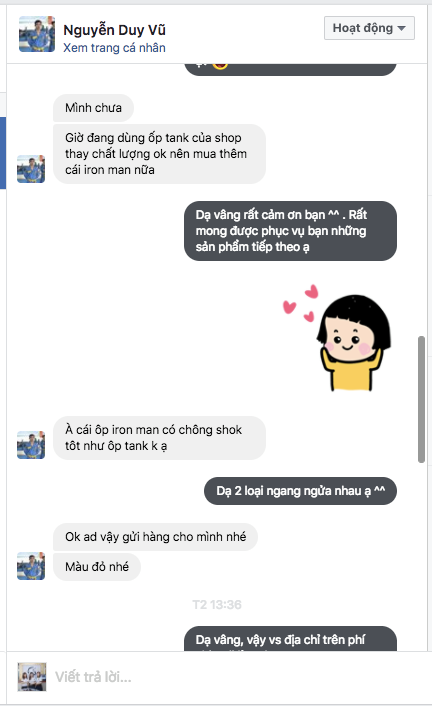 Nguyễn Duy Vũ
Xem trang cá nhân
Hoạt động
Mình chưa
Giờ đang dùng ốp tank của shop
thay chất lượng ok nên mua thêm
cái iron man nữa
Dạ vâng rất cảm ơn bạn ^^ . Rất
mong được phục vụ bạn những
sản phẩm tiếp theo ạ
À cái ôp iron man có chông shok
tôt như ôp tank k ạ
Dạ 2 loại ngang ngửa nhau ạ ^^
Ok ad vậy gửi hàng cho mình nhé
Màu đỏ nhé
T2 13:36
Dạ vâng, vậy vs địa chỉ trên phí
Viết trả lời...